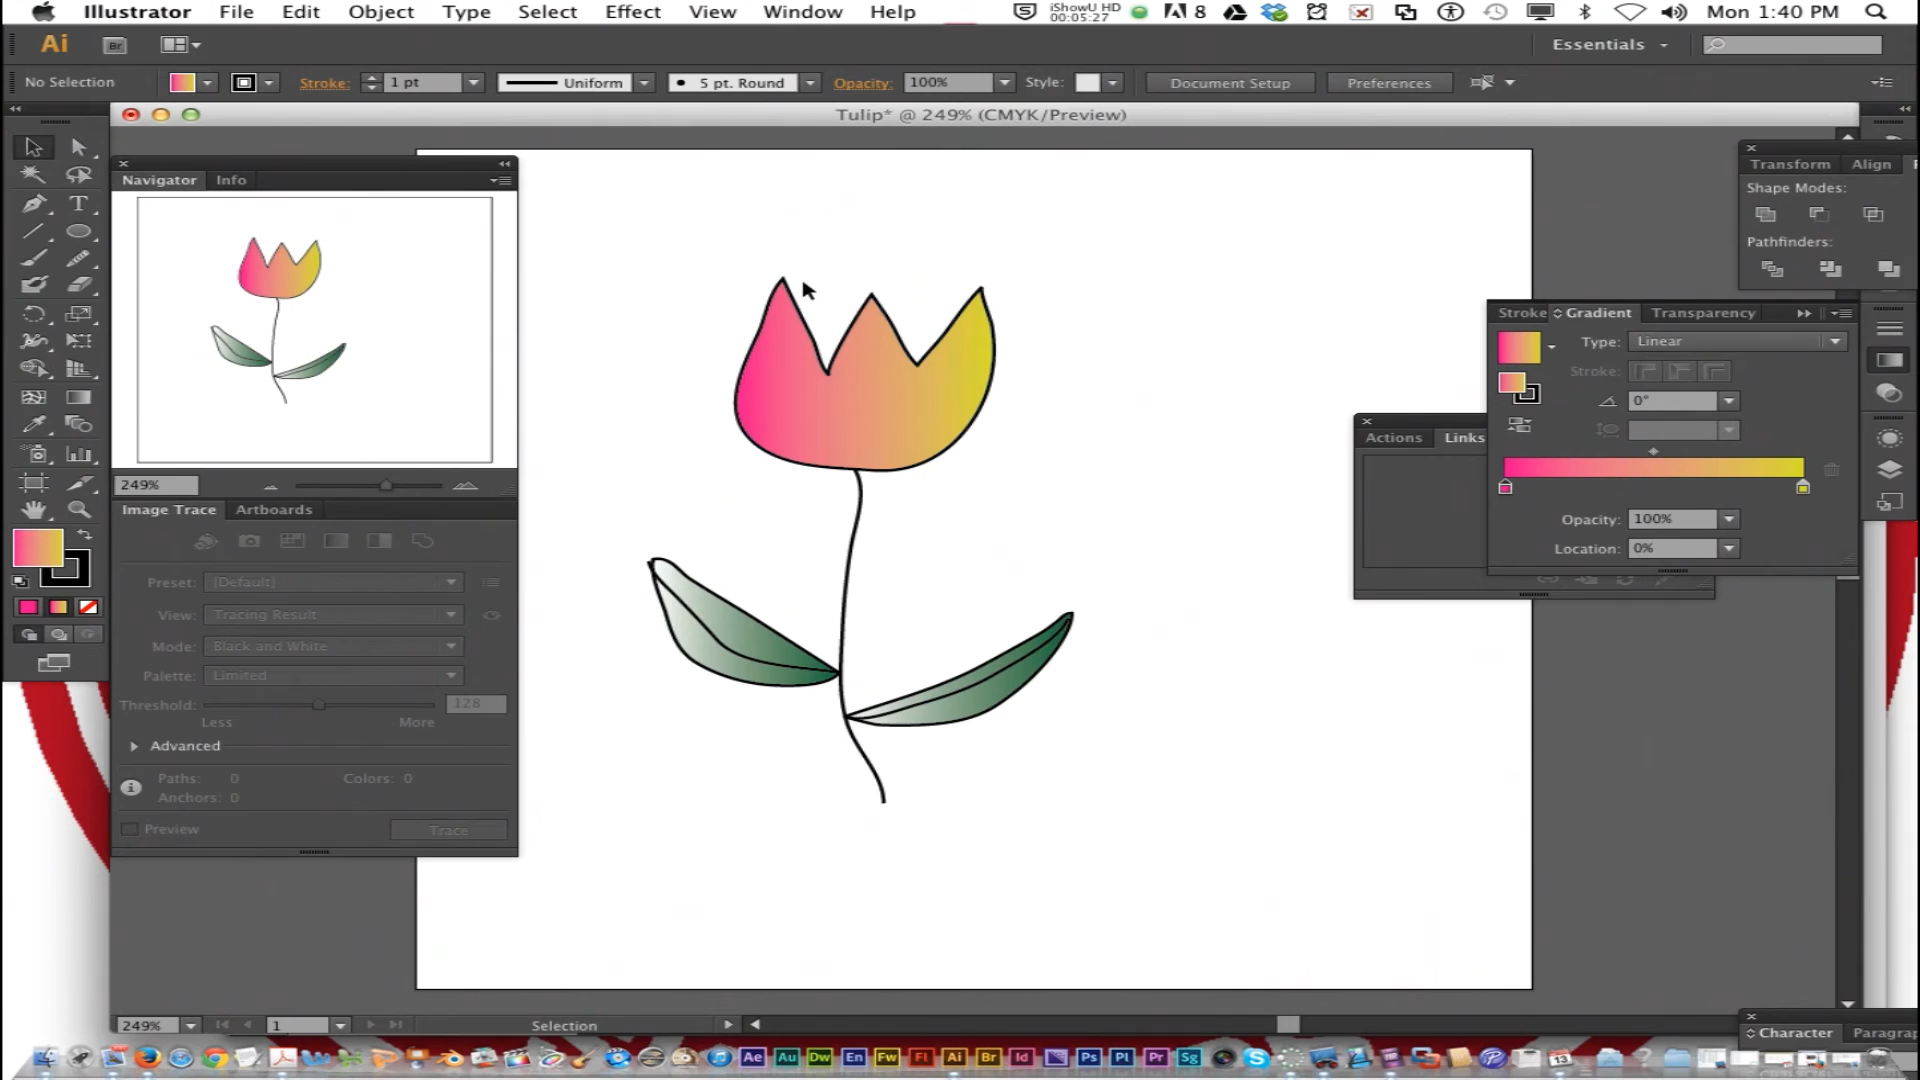 Illustrator File Edit Object Type Select Effect View Window Help iShowU HD 00:05:27 8 Mon 1:40 PM
Ai Br Essentials
No Selection Stroke: 1 pt Uniform 5 pt. Round Opacity: 100% Style: Document Setup Preferences
Tulip* @ 249% (CMYK/Preview)
Navigator Info
249%
Image Trace Artboards
Preset: [Default]
View: Tracing Result
Mode: Black and White
Palette: Limited
Threshold: 128
Less More
Advanced
Paths: 0 Colors: 0
Anchors: 0
Preview Trace
Transform Align
Shape Modes:
Pathfinders:
Stroke Gradient Transparency
Type: Linear
Stroke:
0°
Opacity: 100%
Location: 0%
Actions Links
249% 1 Selection
Character Paragrap
Ae Au Dw En Fw Fl Ai Br Id Ps Pl Pr Sg 13